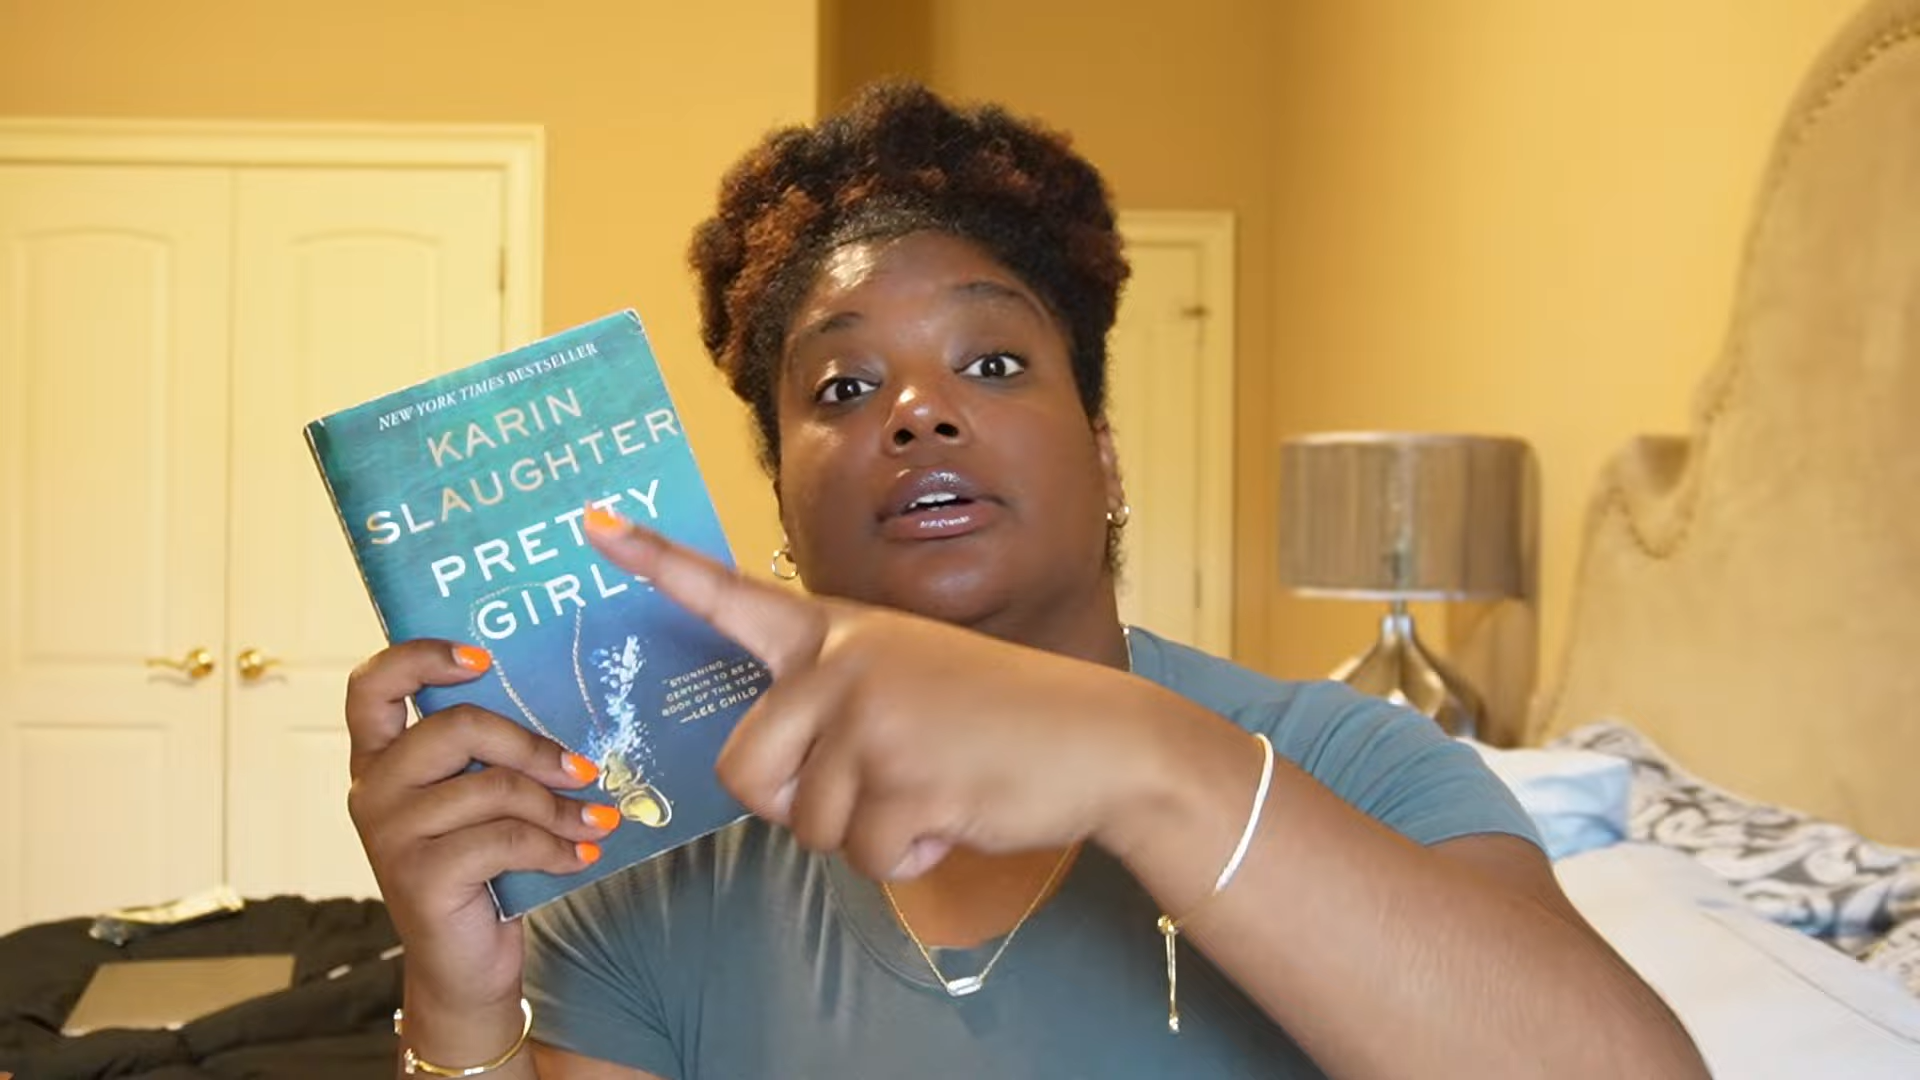 NEW YORK TIMES BESTSELLER
KARIN
SLAUGHTER
PRETTY
GIRLS
"STUNNING.
CERTAIN TO BE A
BOOK OF THE YEAR."
—LEE CHILD